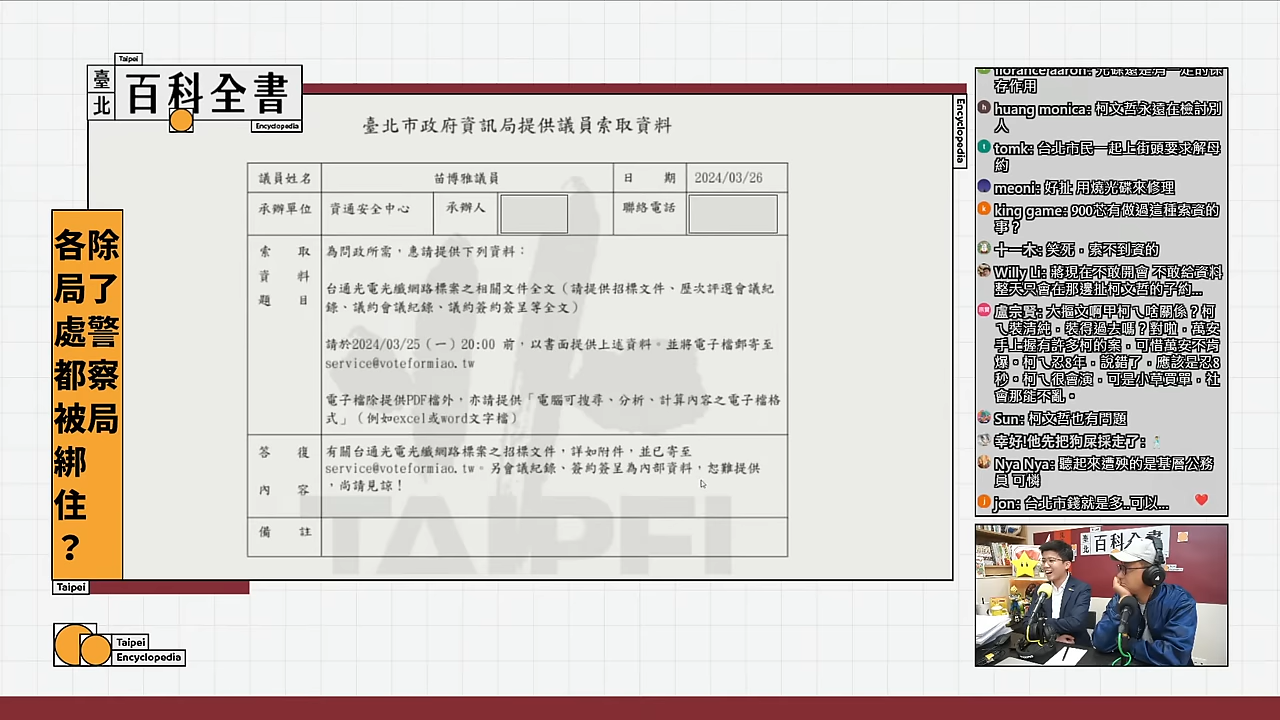 Taipei
臺北
百科全書
Encyclopedia
Encyclopedia
除了警察局
各局處都被綁住？
Taipei
Taipei
Encyclopedia
臺北市政府資訊局提供議員索取資料
議員姓名 苗博雅議員 日 期 2024/03/26
承辦單位 資通安全中心 承辦人 聯絡電話
索 取
資 料
題 目
為問政所需，惠請提供下列資料：
台通光電光纖網路標案之相關文件全文（請提供招標文件、歷次評選會議紀
錄、議約會議紀錄、議約簽約簽呈等全文）
請於2024/03/25（一）20:00 前，以書面提供上述資料。並將電子檔郵寄至
service@voteformiao.tw
電子檔除提供PDF檔外，亦請提供「電腦可搜尋、分析、計算內容之電子檔格
式」（例如excel或word文字檔）
答 復
內 容
有關台通光電光纖網路標案之招標文件，詳如附件，並已寄至
service@voteformiao.tw。另會議紀錄、簽約簽呈為內部資料，恕難提供
，尚請見諒！
備 註
TAIPEI
florance aaron: 光碟還是有一定的保
存作用
huang monica: 柯文哲永遠在檢討別
人
tomk: 台北市民一起上街頭要求解母
約
meoni: 好扯 用燒光碟來修理
king game: 900芯有做過這種索資的
事？
十一木: 笑死，索不到資的
Willy Li: 蔣現在不敢開會 不敢給資料
整天只會在那邊扯柯文哲的子約...
盧宗賢: 大摳文啊甲柯ㄟ啥關係？柯
ㄟ裝清純，裝得過去嗎？對啦，萬安
手上握有許多柯的案，可惜萬安不肯
爆。柯ㄟ忍8年，說錯了，應該是忍8
秒。柯ㄟ很會演，可是小草買單，社
會那能不亂。
Sun: 柯文哲也有問題
幸好!他先把狗屎採走了:
Nya Nya: 聽起來遭殃的是基層公務
員 可憐
jon: 台北市錢就是多..可以...
百科全